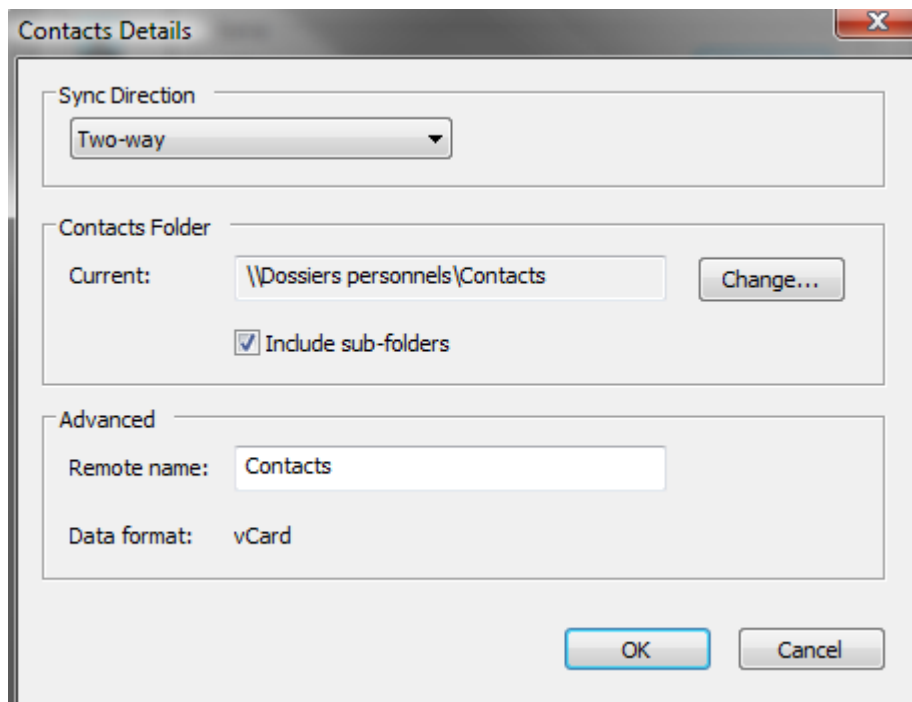 Contacts Details
Sync Direction
Two-way
Contacts Folder
Current: \\Dossiers personnels\Contacts Change...
Include sub-folders
Advanced
Remote name: Contacts
Data format: vCard
OK Cancel